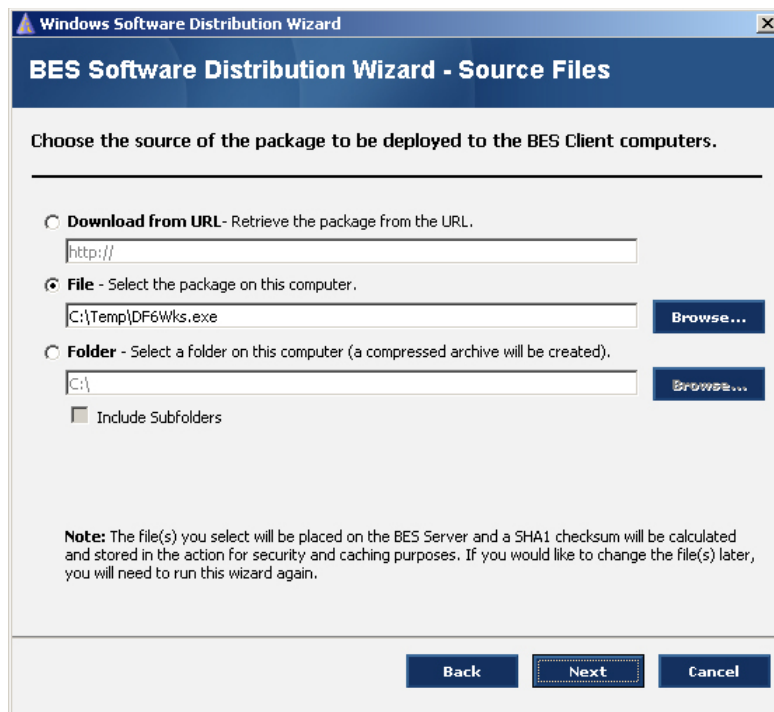 Windows Software Distribution Wizard
BES Software Distribution Wizard - Source Files
Choose the source of the package to be deployed to the BES Client computers.
Download from URL- Retrieve the package from the URL.
http://
File - Select the package on this computer.
C:\Temp\DF6Wks.exe
Browse...
Folder - Select a folder on this computer (a compressed archive will be created).
C:\
Browse...
Include Subfolders
Note: The file(s) you select will be placed on the BES Server and a SHA1 checksum will be calculated
and stored in the action for security and caching purposes. If you would like to change the file(s) later,
you will need to run this wizard again.
Back
Next
Cancel